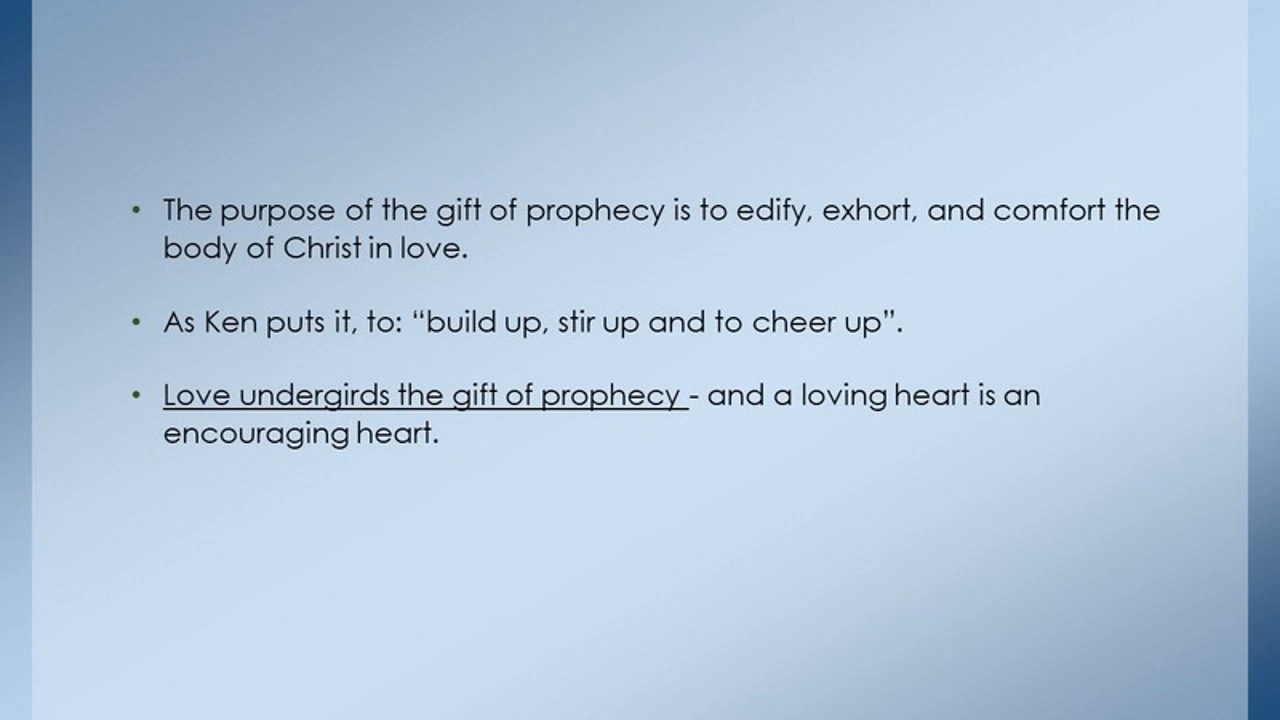 • The purpose of the gift of prophecy is to edify, exhort, and comfort the
body of Christ in love.
• As Ken puts it, to: “build up, stir up and to cheer up”.
• Love undergirds the gift of prophecy - and a loving heart is an
encouraging heart.